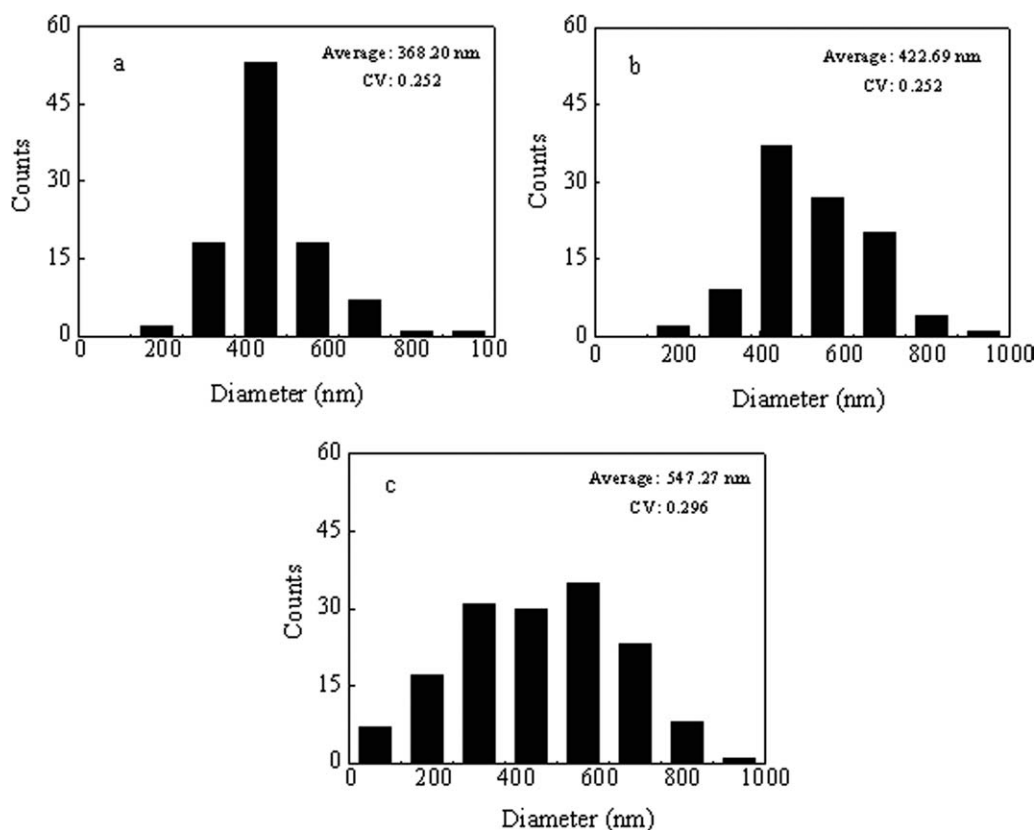 60
a
Average: 368.20 nm
CV: 0.252
45
30
15
0
Counts
0 200 400 600 800 100
Diameter (nm)
60
b
Average: 422.69 nm
CV: 0.252
45
30
15
0
Counts
0 200 400 600 800 1000
Diameter (nm)
60
c
Average: 547.27 nm
CV: 0.296
45
30
15
0
Counts
0 200 400 600 800 1000
Diameter (nm)